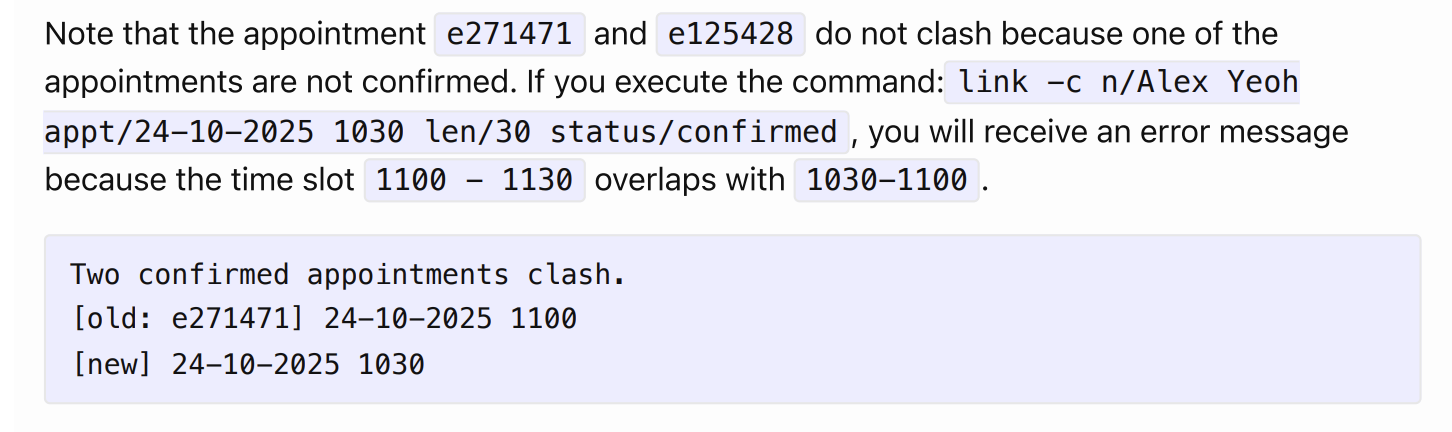 Note that the appointment e271471 and e125428 do not clash because one of the
appointments are not confirmed. If you execute the command: link -c n/Alex Yeoh
appt/24-10-2025 1030 len/30 status/confirmed , you will receive an error message
because the time slot 1100 - 1130 overlaps with 1030-1100 .
Two confirmed appointments clash.
[old: e271471] 24-10-2025 1100
[new] 24-10-2025 1030